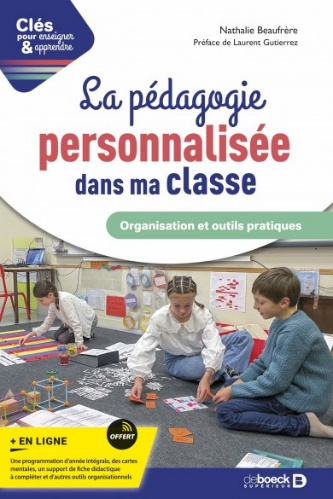 Clés
pour enseigner
& apprendre
Nathalie Beaufrère
Préface de Laurent Gutierrez
La pédagogie
personnalisée
dans ma classe
Organisation et outils pratiques
+ EN LIGNE
OFFERT
Une programmation d'année intégrale, des cartes
mentales, un support de fiche didactique
à compléter et d'autres outils organisationnels
deboeck B
SUPÉRIEUR